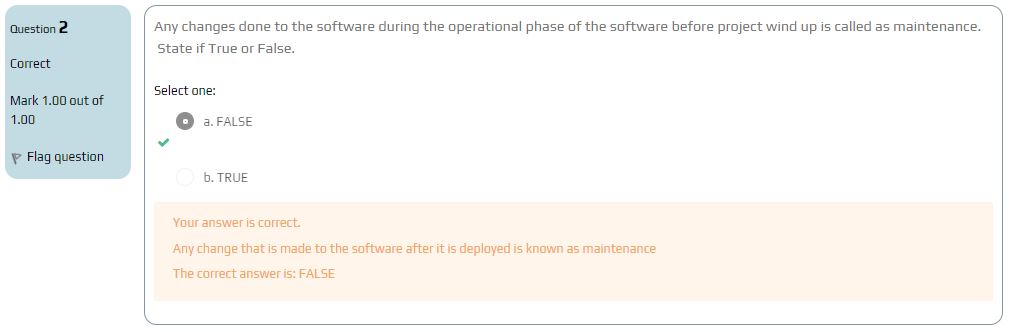 Question 2
Correct
Mark 1.00 out of
1.00
Flag question
Any changes done to the software during the operational phase of the software before project wind up is called as maintenance.
State if True or False.
Select one:
a. FALSE
b. TRUE
Your answer is correct.
Any change that is made to the software after it is deployed is known as maintenance
The correct answer is: FALSE